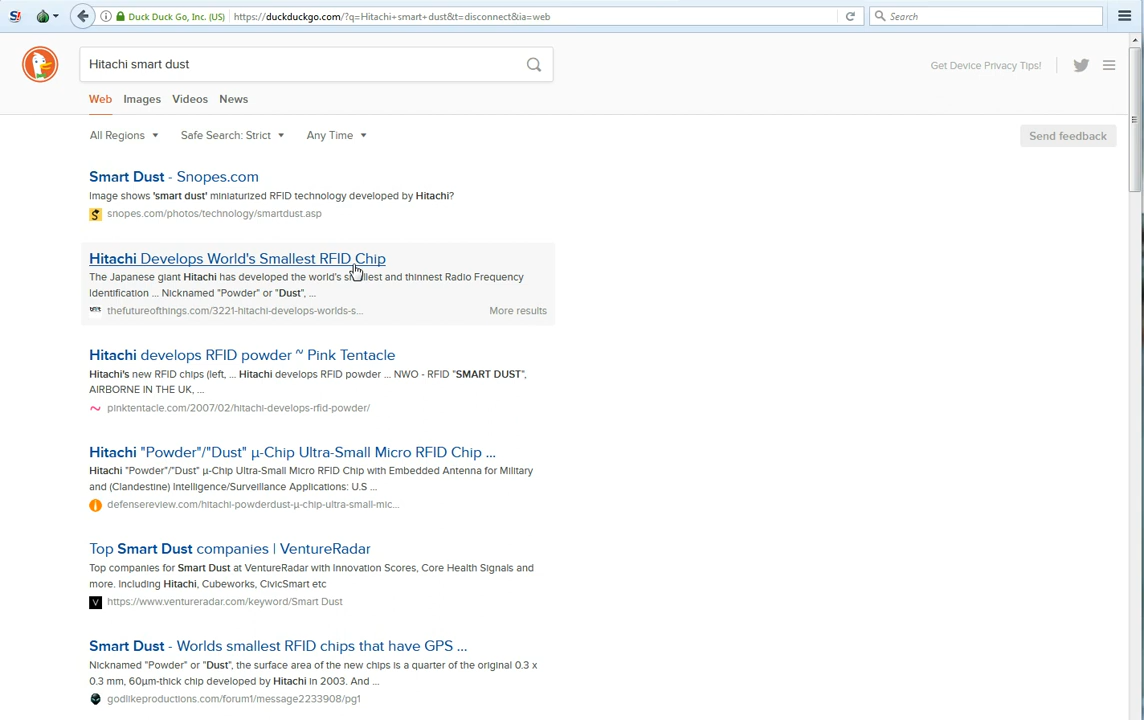 Duck Duck Go, Inc. (US) https://duckduckgo.com/?q=Hitachi+smart+dust&t=disconnect&ia=web Search
Hitachi smart dust
Get Device Privacy Tips!
Web Images Videos News
All Regions Safe Search: Strict Any Time
Send feedback
Smart Dust - Snopes.com
Image shows 'smart dust' miniaturized RFID technology developed by Hitachi?
snopes.com/photos/technology/smartdust.asp
Hitachi Develops World's Smallest RFID Chip
The Japanese giant Hitachi has developed the world's smallest and thinnest Radio Frequency
Identification ... Nicknamed "Powder" or "Dust", ...
thefutureofthings.com/3221-hitachi-develops-worlds-s... More results
Hitachi develops RFID powder ~ Pink Tentacle
Hitachi's new RFID chips (left, ... Hitachi develops RFID powder ... NWO - RFID "SMART DUST",
AIRBORNE IN THE UK, ...
pinktentacle.com/2007/02/hitachi-develops-rfid-powder/
Hitachi "Powder"/"Dust" µ-Chip Ultra-Small Micro RFID Chip ...
Hitachi "Powder"/"Dust" µ-Chip Ultra-Small Micro RFID Chip with Embedded Antenna for Military
and (Clandestine) Intelligence/Surveillance Applications: U.S ...
defensereview.com/hitachi-powderdust-µ-chip-ultra-small-mic...
Top Smart Dust companies | VentureRadar
Top companies for Smart Dust at VentureRadar with Innovation Scores, Core Health Signals and
more. Including Hitachi, Cubeworks, CivicSmart etc
https://www.ventureradar.com/keyword/Smart Dust
Smart Dust - Worlds smallest RFID chips that have GPS ...
Nicknamed "Powder" or "Dust", the surface area of the new chips is a quarter of the original 0.3 x
0.3 mm, 60µm-thick chip developed by Hitachi in 2003. And ...
godlikeproductions.com/forum1/message2233908/pg1